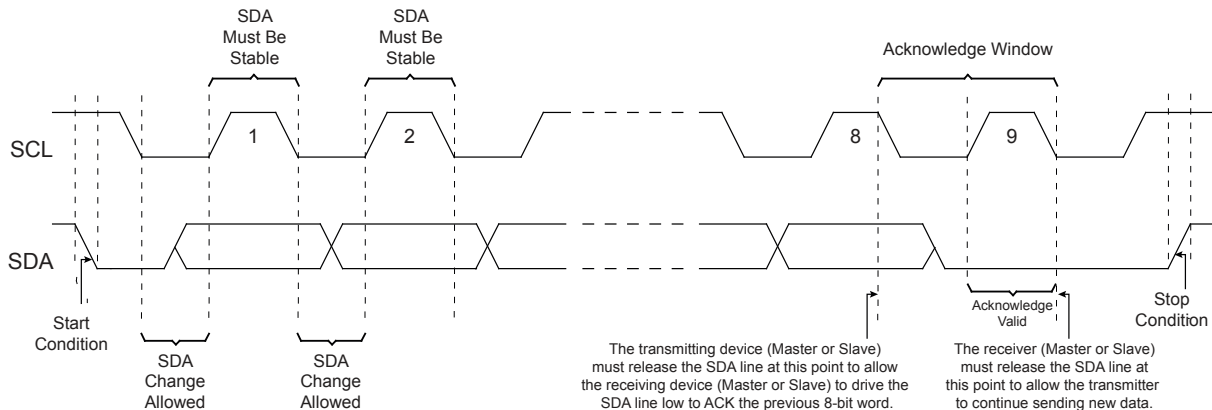 SDA
Must Be
Stable
SDA
Must Be
Stable
Acknowledge Window
SCL
1
2
8
9
SDA
Start
Condition
SDA
Change
Allowed
SDA
Change
Allowed
Acknowledge
Valid
Stop
Condition
The transmitting device (Master or Slave)
must release the SDA line at this point to allow
the receiving device (Master or Slave) to drive the
SDA line low to ACK the previous 8-bit word.
The receiver (Master or Slave)
must release the SDA line at
this point to allow the transmitter
to continue sending new data.